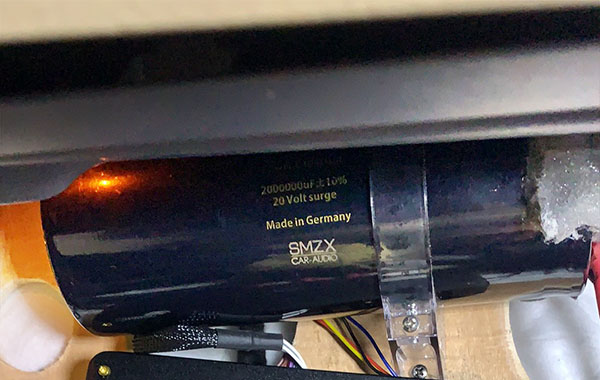 2000000uF±10%
20 Volt surge
Made in Germany
SMZX
CAR-AUDIO